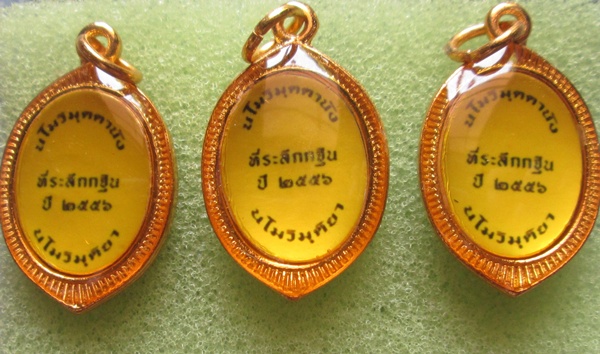 นโมวิมุตตานัง
ที่ระลึกกฐิน
ปี ๒๕๕๖
นโมวิมุตติยา
นโมวิมุตตานัง
ที่ระลึกกฐิน
ปี ๒๕๕๖
นโมวิมุตติยา
นโมวิมุตตานัง
ที่ระลึกกฐิน
ปี ๒๕๕๖
นโมวิมุตติยา